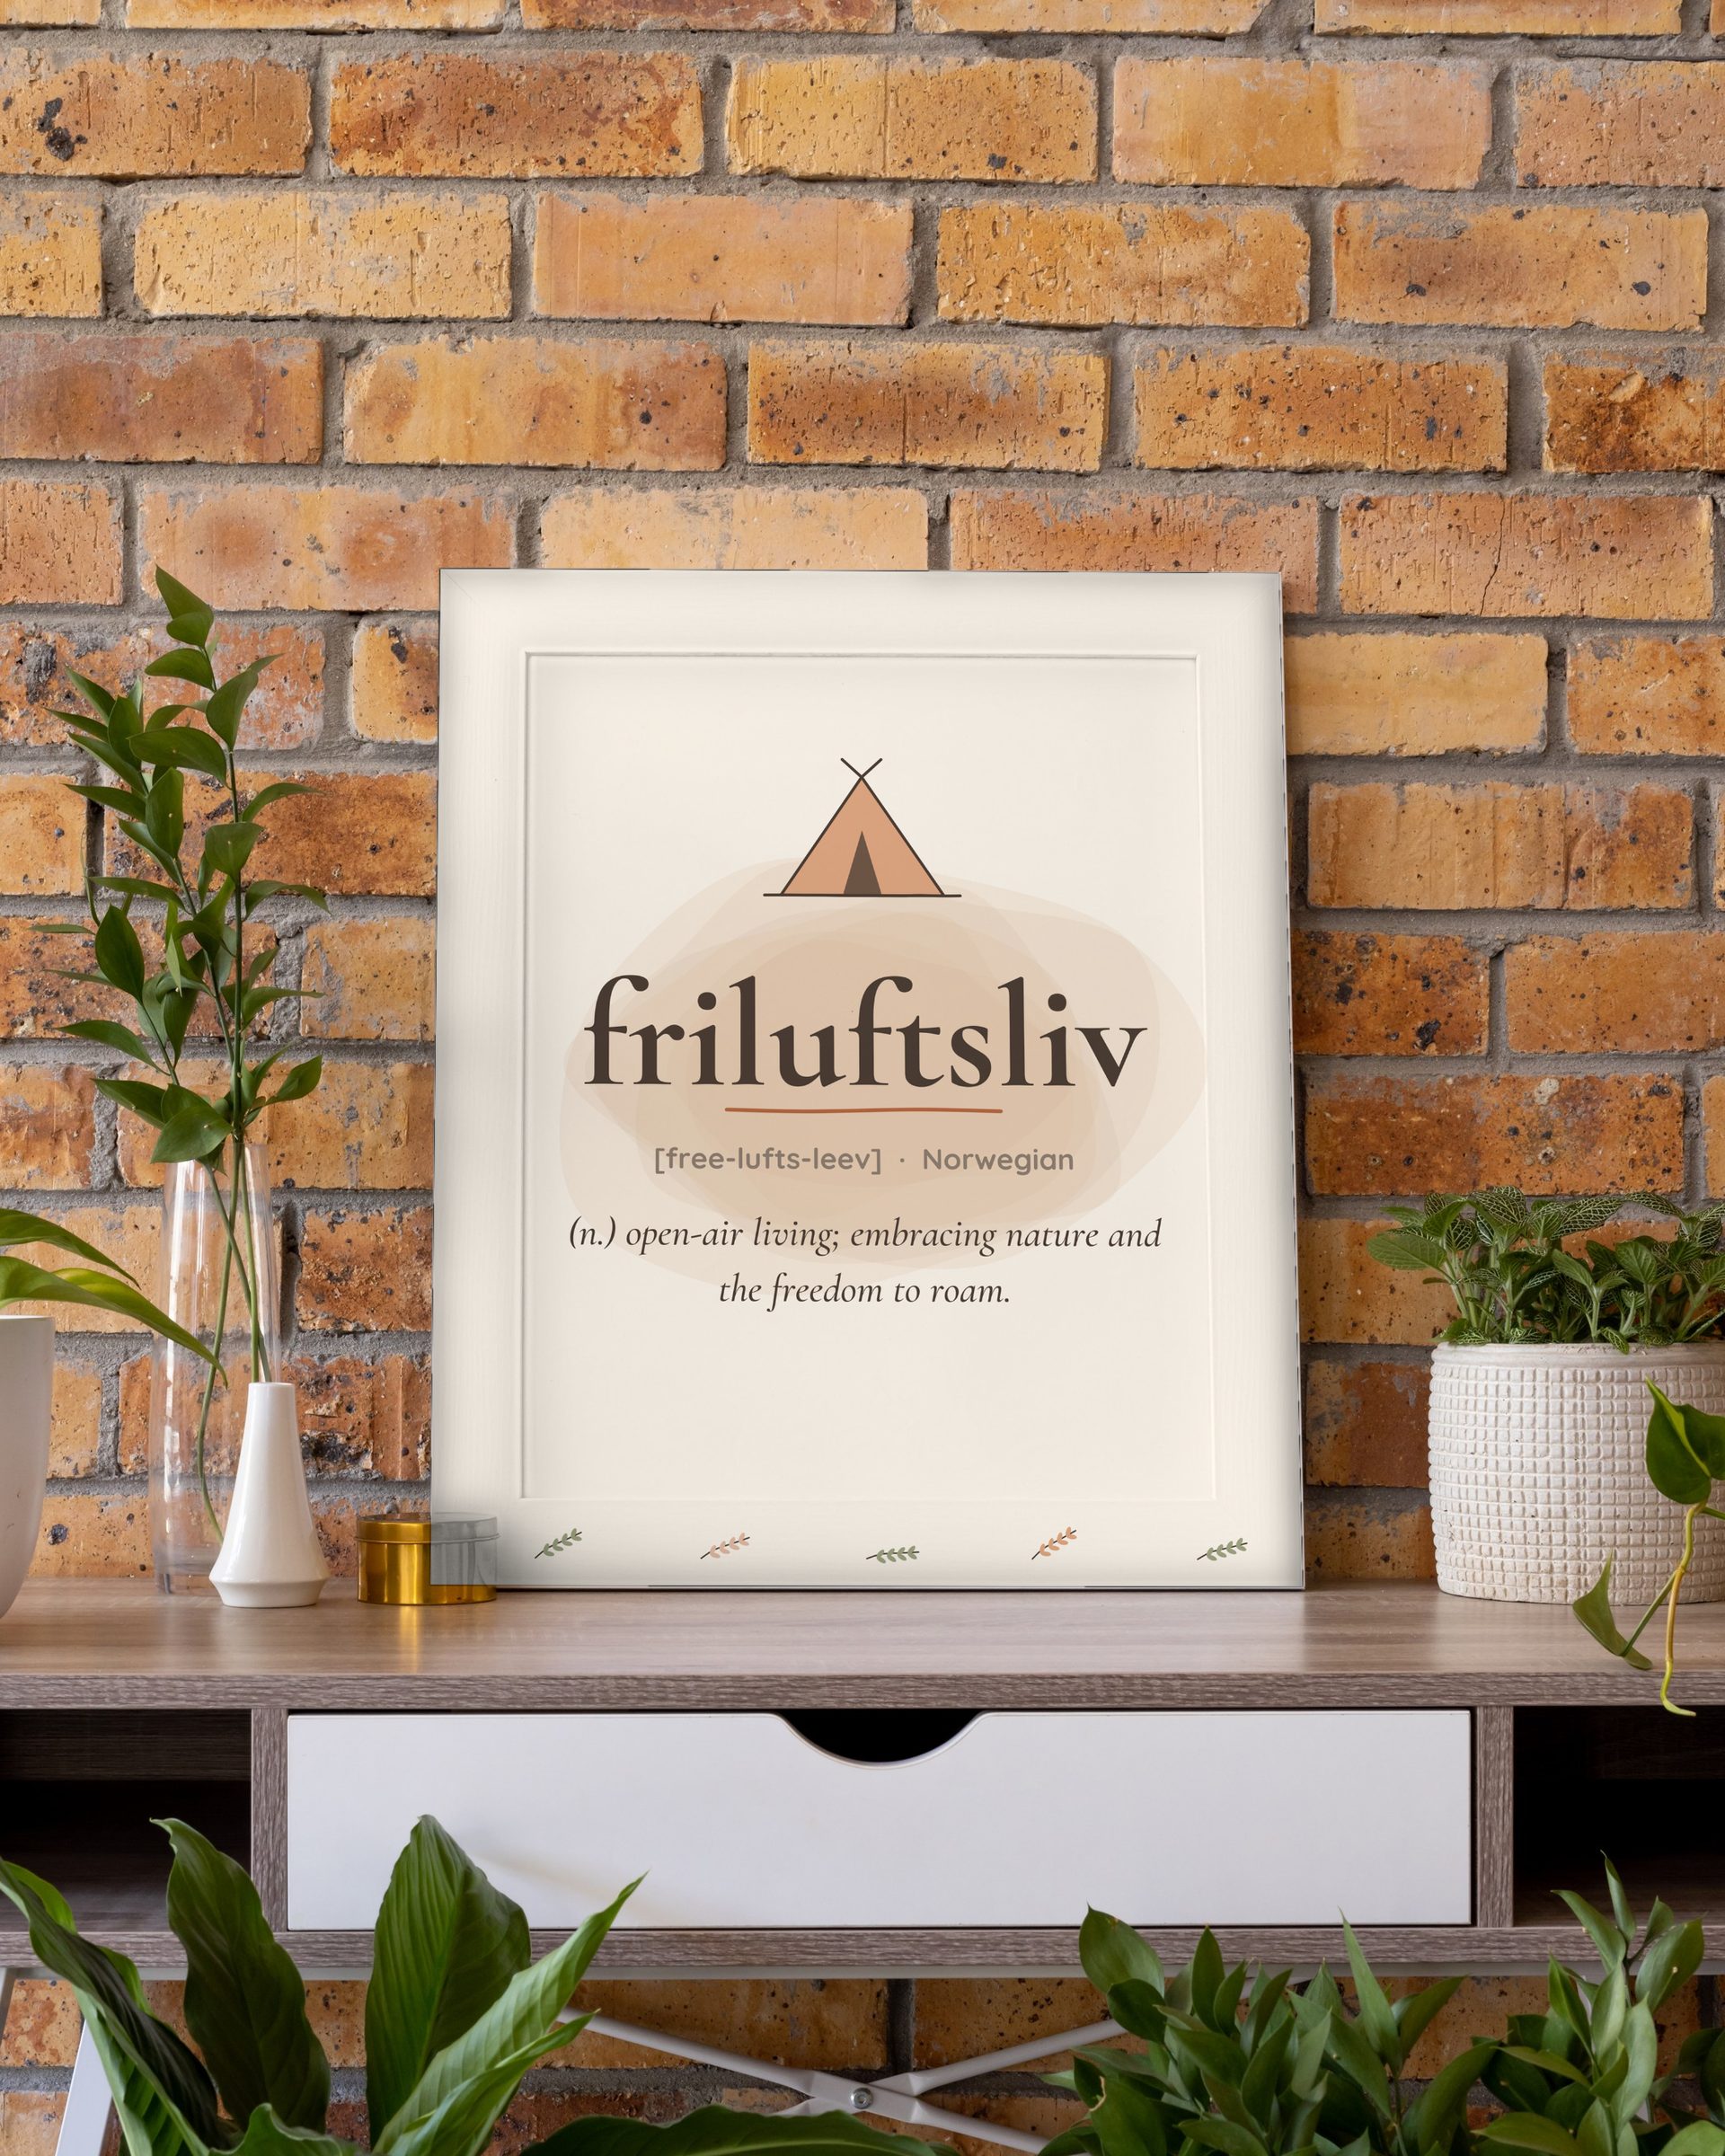 friluftsliv
[free-lufts-leev] · Norwegian
(n.) open-air living; embracing nature and
the freedom to roam.